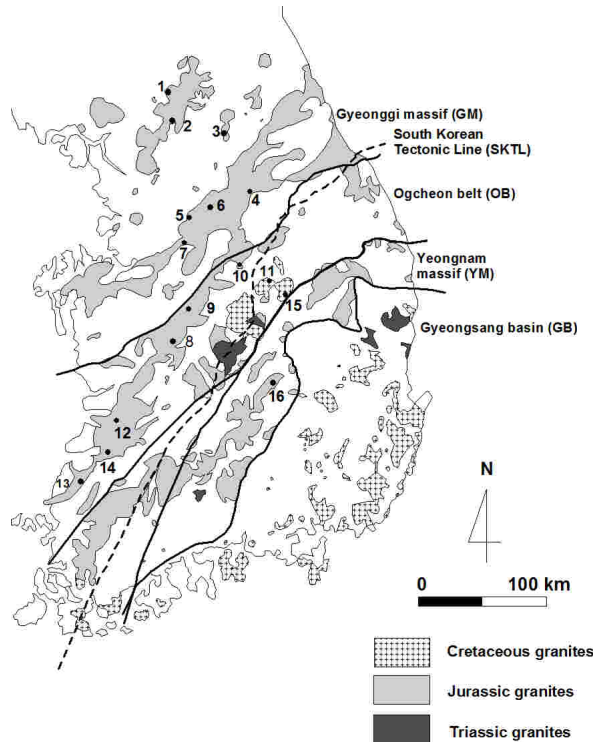 1
2
3
Gyeonggi massif (GM)
South Korean
Tectonic Line (SKTL)
Ogcheon belt (OB)
4
5
6
7
Yeongnam
massif (YM)
10
11
15
Gyeongsang basin (GB)
9
8
16
12
14
13
N
0 100 km
Cretaceous granites
Jurassic granites
Triassic granites